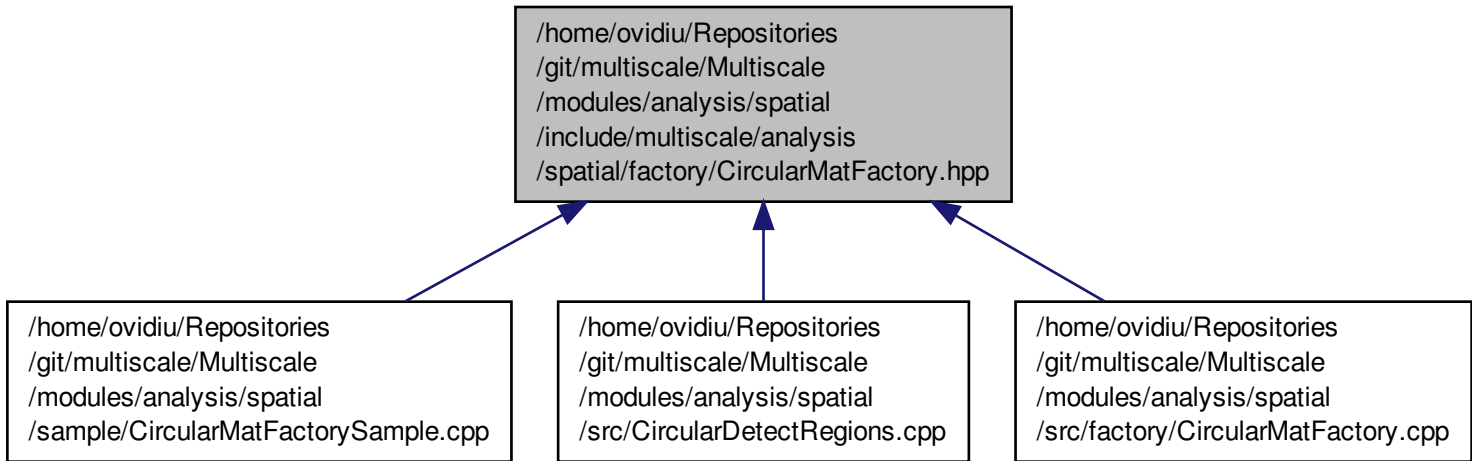 /home/ovidiu/Repositories
/git/multiscale/Multiscale
/modules/analysis/spatial
/include/multiscale/analysis
/spatial/factory/CircularMatFactory.hpp
/home/ovidiu/Repositories
/git/multiscale/Multiscale
/modules/analysis/spatial
/sample/CircularMatFactorySample.cpp
/home/ovidiu/Repositories
/git/multiscale/Multiscale
/modules/analysis/spatial
/src/CircularDetectRegions.cpp
/home/ovidiu/Repositories
/git/multiscale/Multiscale
/modules/analysis/spatial
/src/factory/CircularMatFactory.cpp